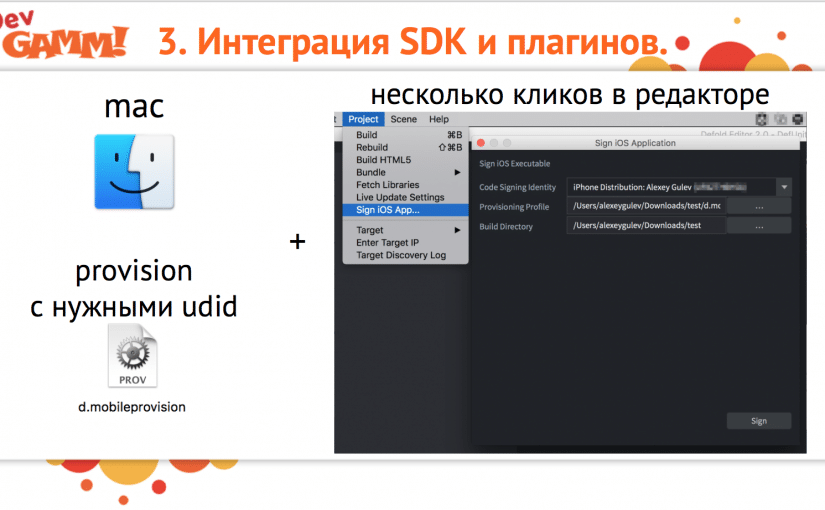 Dev
GAMM!
3. Интеграция SDK и плагинов.
mac
несколько кликов в редакторе
Project Scene Help
Build ⌘B
Rebuild ⇧⌘B
Build HTML5
Bundle
Fetch Libraries
Live Update Settings
Sign iOS App...
Target
Enter Target IP
Target Discovery Log
Defold Editor 2.0 - DefUnit
Sign iOS Application
Sign iOS Executable
Code Signing Identity iPhone Distribution: Alexey Gulev
Provisioning Profile /Users/alexeygulev/Downloads/test/d.mo ...
Build Directory /Users/alexeygulev/Downloads/test ...
Sign
+
provision
с нужными udid
PROV
d.mobileprovision